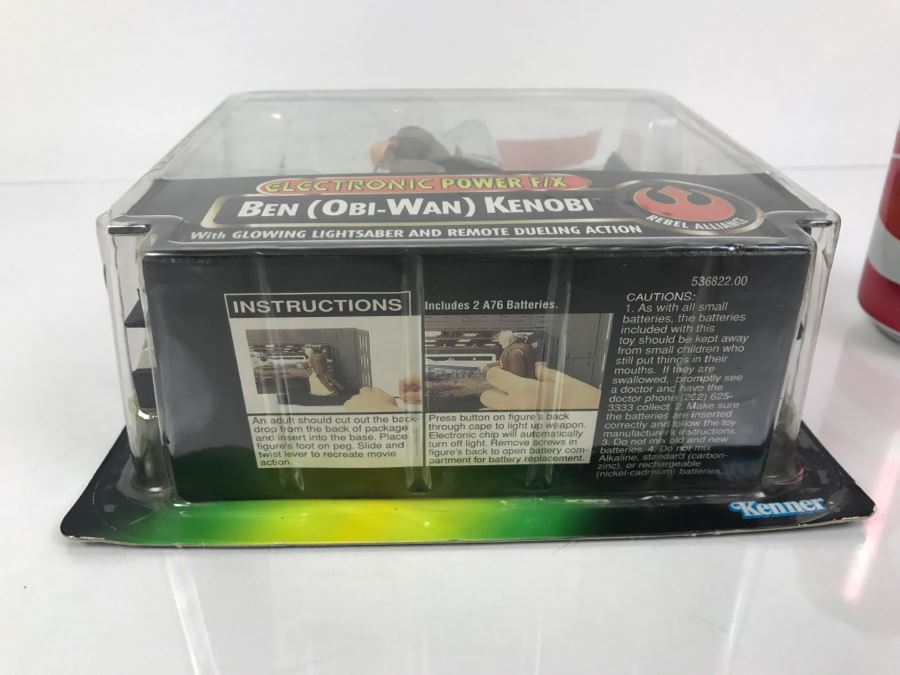 ELECTRONIC POWER F/X
BEN (OBI-WAN) KENOBI™
REBEL ALLIANCE
With GLOWING LIGHTSABER AND REMOTE DUELING ACTION
536822.00
INSTRUCTIONS
Includes 2 A76 Batteries.
An adult should cut out the back-
drop from the back of package
and insert into the base. Place
figure's foot on peg. Slide and
twist lever to recreate movie
action.
Press button on figure's back
through cape to light up weapon.
Electronic chip will automatically
turn off light. Remove screws in
figure's back to open battery com-
partment for battery replacement.
CAUTIONS:
1. As with all small
batteries, the batteries
included with this
toy should be kept away
from small children who
still put things in their
mouths. If they are
swallowed, promptly see
a doctor and have the
doctor phone (202) 625-
3333 collect. 2. Make sure
the batteries are inserted
correctly and follow the toy
manufacturer's instructions.
3. Do not mix old and new
batteries. 4. Do not mix
Alkaline, standard (carbon-
zinc), or rechargeable
(nickel-cadmium) batteries.
Kenner